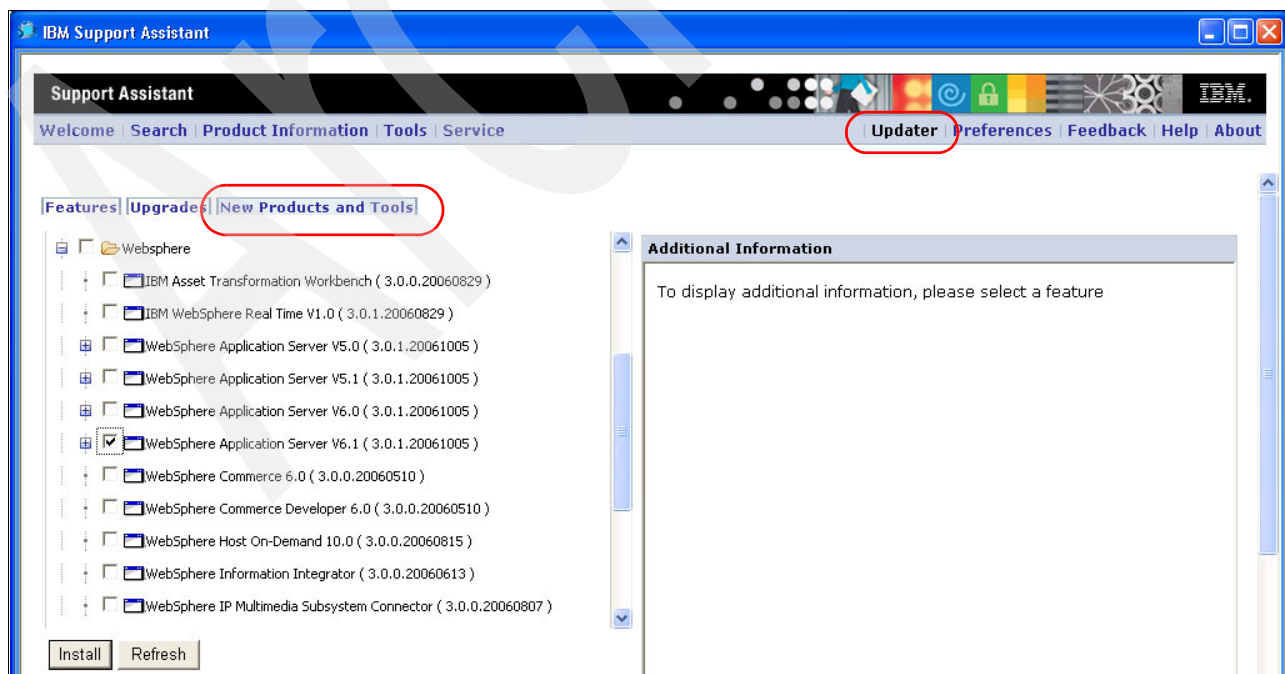 IBM Support Assistant
Support Assistant
IBM.
Welcome | Search | Product Information | Tools | Service
| Updater | Preferences | Feedback | Help | About
Features| |Upgrades| |New Products and Tools|
Websphere
IBM Asset Transformation Workbench ( 3.0.0.20060829 )
IBM WebSphere Real Time V1.0 ( 3.0.1.20060829 )
WebSphere Application Server V5.0 ( 3.0.1.20061005 )
WebSphere Application Server V5.1 ( 3.0.1.20061005 )
WebSphere Application Server V6.0 ( 3.0.1.20061005 )
WebSphere Application Server V6.1 ( 3.0.1.20061005 )
WebSphere Commerce 6.0 ( 3.0.0.20060510 )
WebSphere Commerce Developer 6.0 ( 3.0.0.20060510 )
WebSphere Host On-Demand 10.0 ( 3.0.0.20060815 )
WebSphere Information Integrator ( 3.0.0.20060613 )
WebSphere IP Multimedia Subsystem Connector ( 3.0.0.20060807 )
Install
Refresh
Additional Information
To display additional information, please select a feature